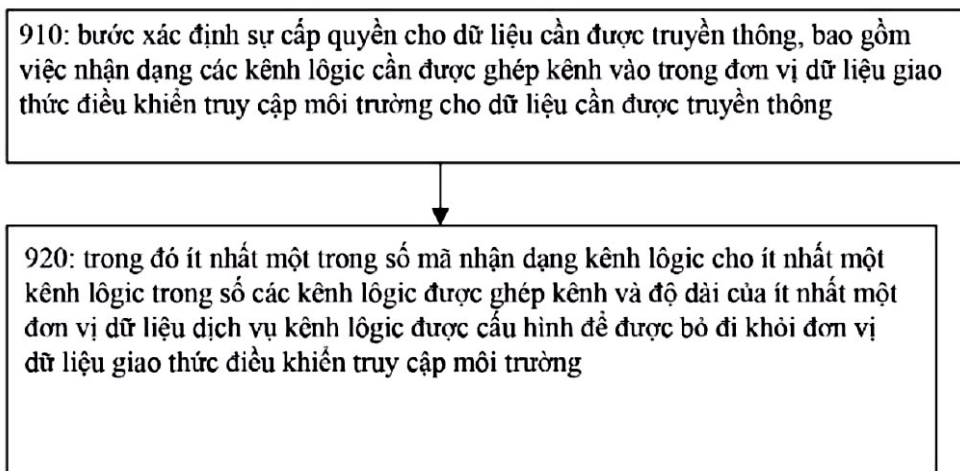 910: bước xác định sự cấp quyền cho dữ liệu cần được truyền thông, bao gồm
việc nhận dạng các kênh lôgic cần được ghép kênh vào trong đơn vị dữ liệu giao
thức điều khiển truy cập môi trường cho dữ liệu cần được truyền thông
920: trong đó ít nhất một trong số mã nhận dạng kênh lôgic cho ít nhất một
kênh lôgic trong số các kênh lôgic được ghép kênh và độ dài của ít nhất một
đơn vị dữ liệu dịch vụ kênh lôgic được cấu hình để được bỏ đi khỏi đơn vị
dữ liệu giao thức điều khiển truy cập môi trường